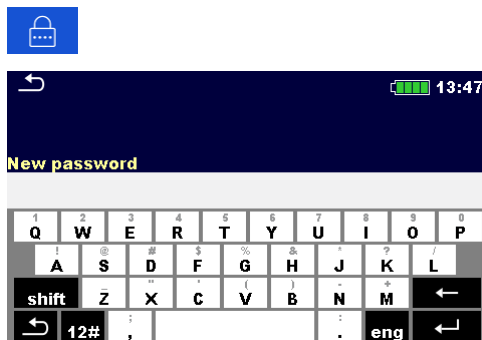 13:47
New password
1 2 3 4 5 6 7 8 9 0
Q W E R T Y U I O P
! @ # $ % & * ? /
A S D F G H J K L
" ' ( ) - +
shift Z X C V B N M ←
; :
12# , . eng